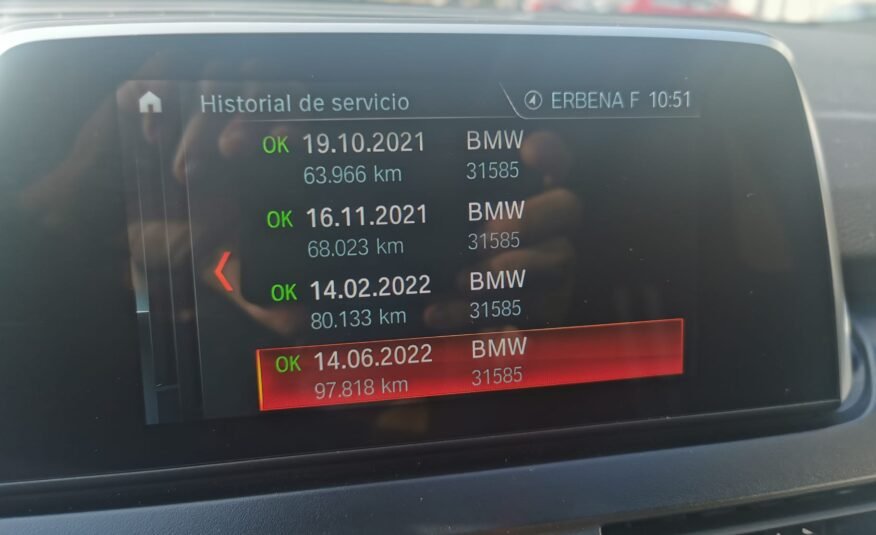 Historial de servicio
ERBENA F 10:51
OK 19.10.2021 BMW
63.966 km 31585
OK 16.11.2021 BMW
68.023 km 31585
OK 14.02.2022 BMW
80.133 km 31585
OK 14.06.2022 BMW
97.818 km 31585